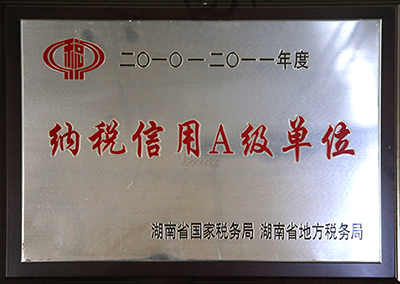 二〇一〇－二〇一一年度
纳税信用A级单位
湖南省国家税务局 湖南省地方税务局